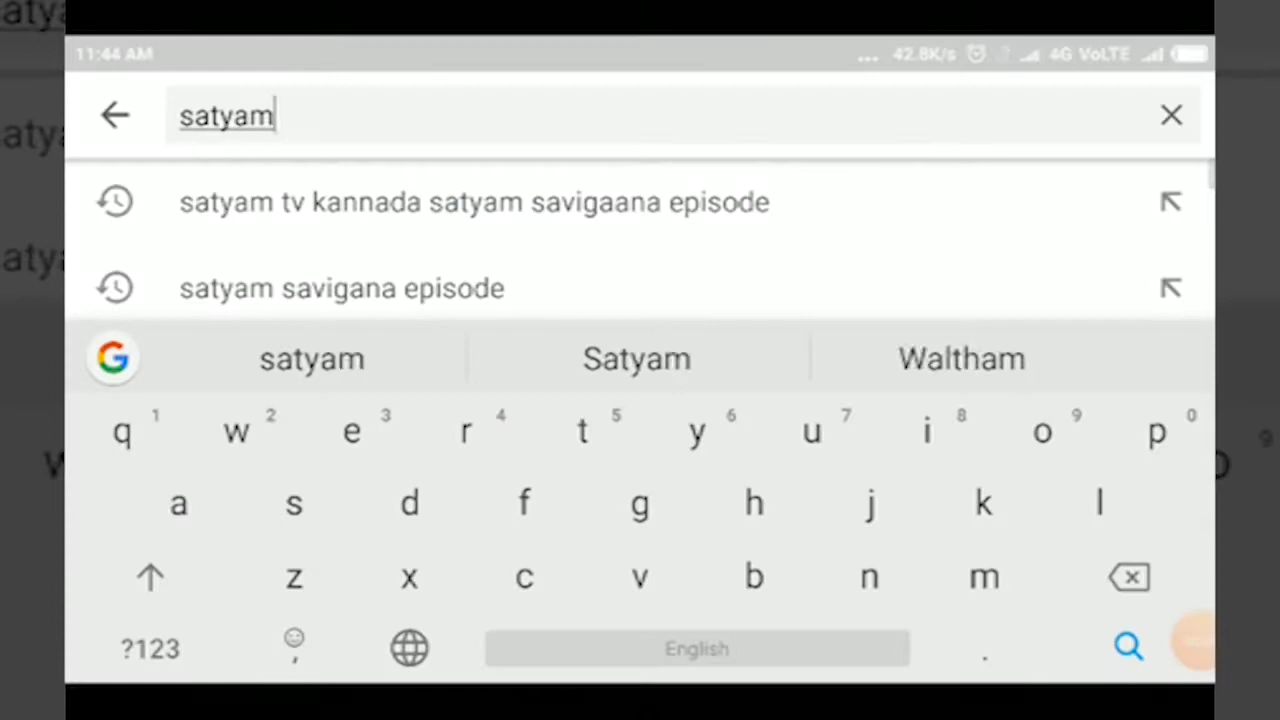 11:44 AM
... 42.8K/s 4G VoLTE
satyam
satyam tv kannada satyam savigaana episode
satyam savigana episode
satyam Satyam Waltham
q 1 w 2 e 3 r 4 t 5 y 6 u 7 i 8 o 9 p 0
a s d f g h j k l
z x c v b n m
?123 , English .